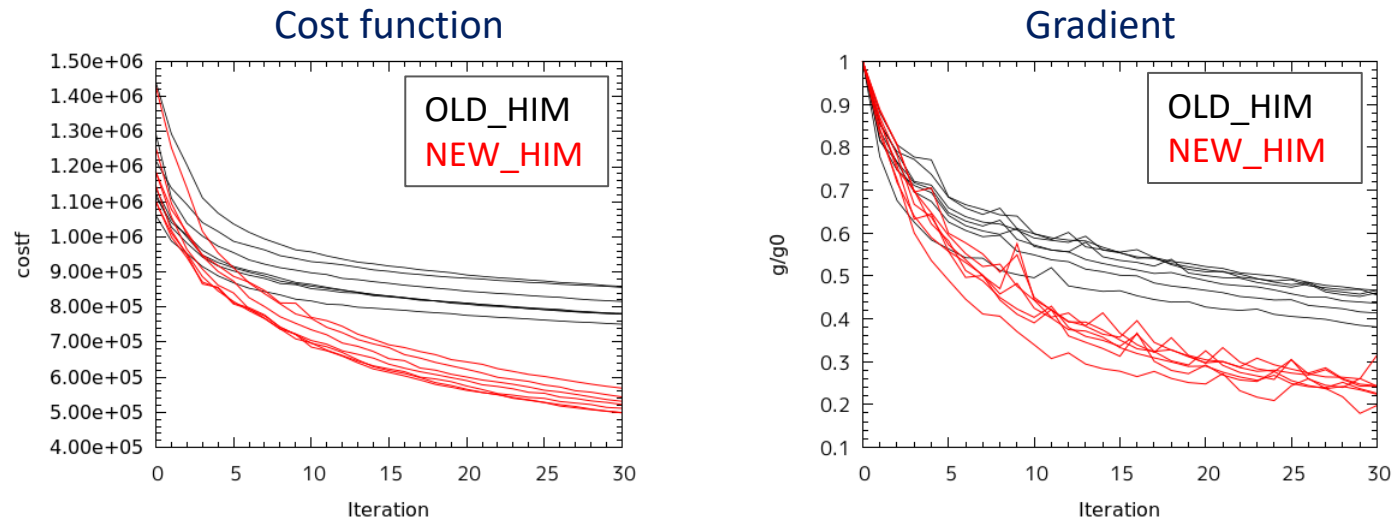 Cost function
1.50e+06
1.40e+06
1.30e+06
1.20e+06
1.10e+06
1.00e+06
9.00e+05
8.00e+05
7.00e+05
6.00e+05
5.00e+05
4.00e+05
costf
OLD_HIM
NEW_HIM
0 5 10 15 20 25 30
Iteration
Gradient
1
0.9
0.8
0.7
0.6
0.5
0.4
0.3
0.2
0.1
g/g0
OLD_HIM
NEW_HIM
0 5 10 15 20 25 30
Iteration